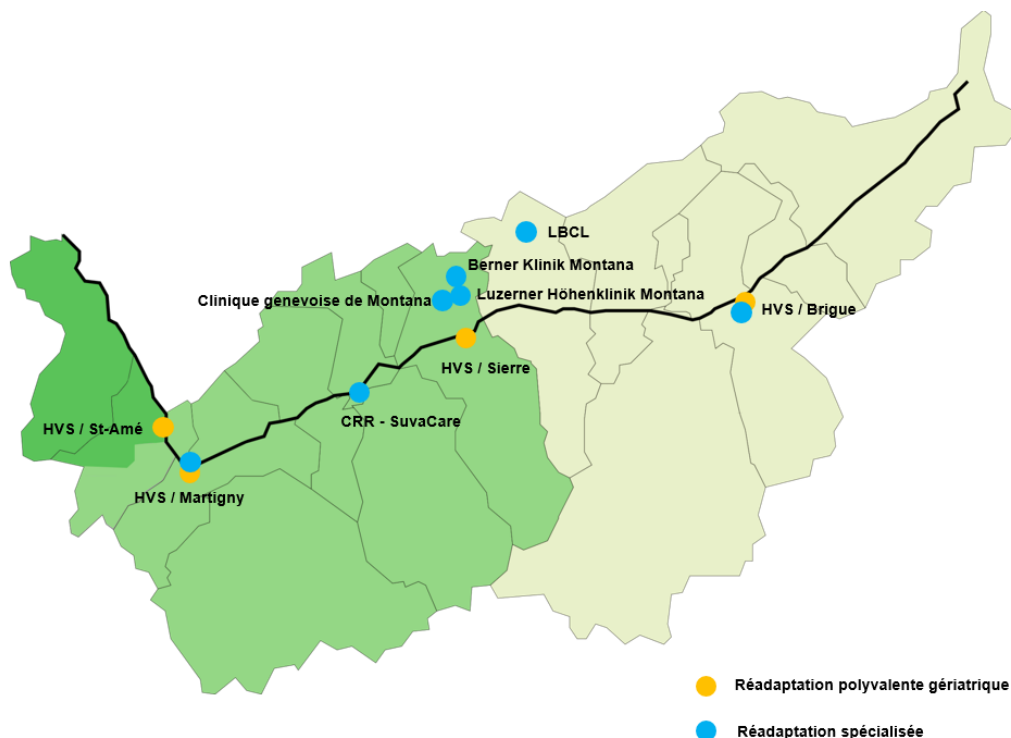 LBCL
Berner Klinik Montana
Clinique genevoise de Montana
Luzerner Höhenklinik Montana
HVS / Brigue
HVS / Sierre
CRR - SuvaCare
HVS / St-Amé
HVS / Martigny
Réadaptation polyvalente gériatrique
Réadaptation spécialisée